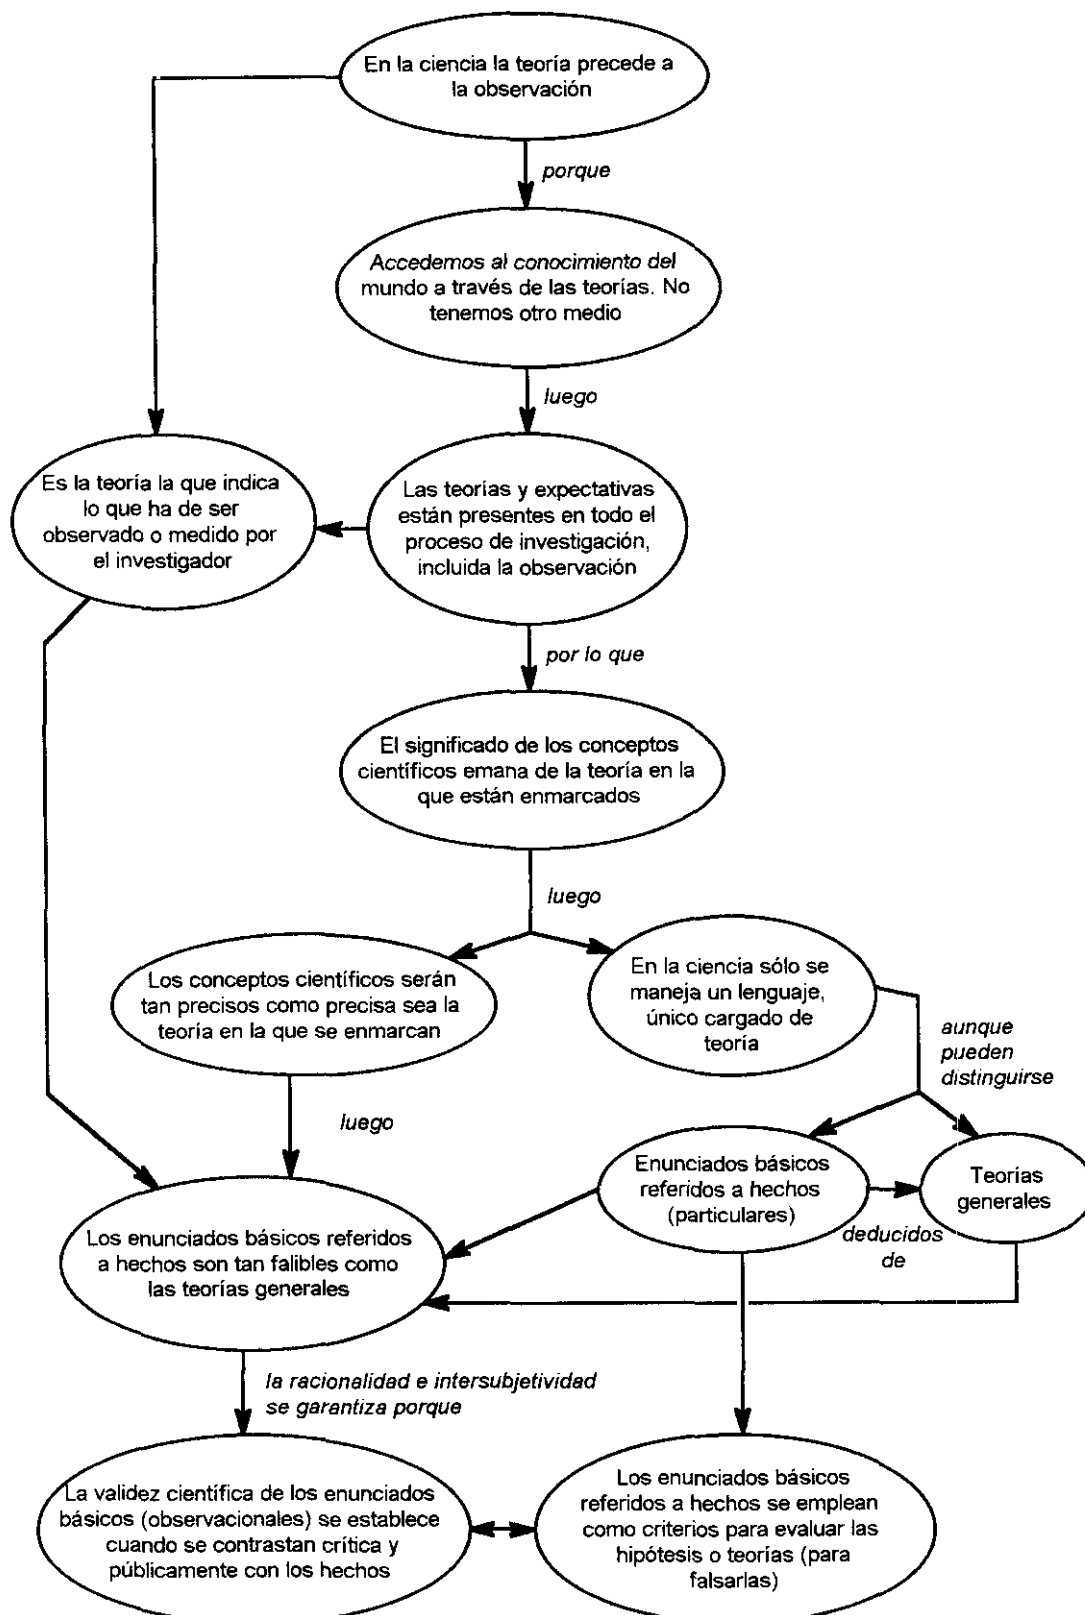 En la ciencia la teoría precede a
la observación
porque
Accedemos al conocimiento del
mundo a través de las teorías. No
tenemos otro medio
luego
Es la teoría la que indica
lo que ha de ser
observado o medido por
el investigador
Las teorías y expectativas
están presentes en todo el
proceso de investigación,
incluida la observación
por lo que
El significado de los conceptos
científicos emana de la teoría en la
que están enmarcados
luego
Los conceptos científicos serán
tan precisos como precisa sea la
teoría en la que se enmarcan
En la ciencia sólo se
maneja un lenguaje,
único cargado de
teoría
aunque
pueden
distinguirse
luego
Enunciados básicos
referidos a hechos
(particulares)
Teorías
generales
deducidos
de
Los enunciados básicos referidos
a hechos son tan falibles como
las teorías generales
la racionalidad e intersubjetividad
se garantiza porque
La validez científica de los enunciados
básicos (observacionales) se establece
cuando se contrastan crítica y
públicamente con los hechos
Los enunciados básicos
referidos a hechos se emplean
como criterios para evaluar las
hipótesis o teorías (para
falsarlas)